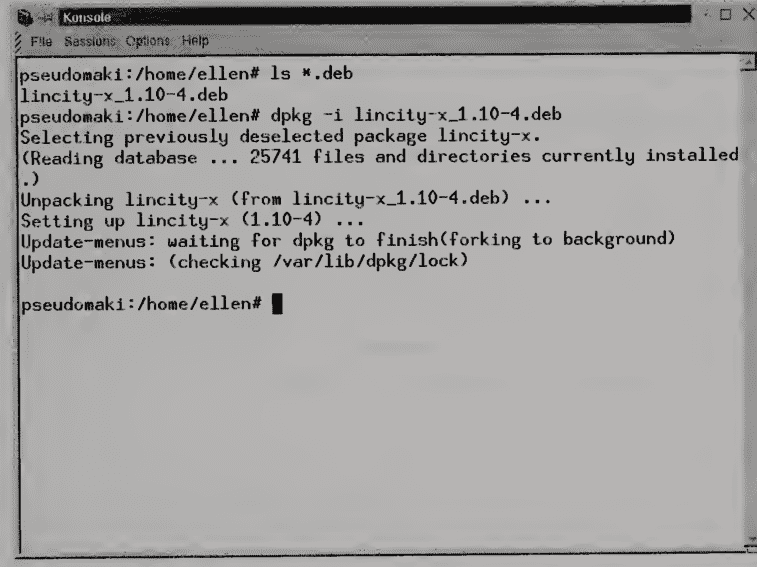 Konsole
File Sessions Options Help
pseudomaki:/home/ellen# ls *.deb
lincity-x_1.10-4.deb
pseudomaki:/home/ellen# dpkg -i lincity-x_1.10-4.deb
Selecting previously deselected package lincity-x.
(Reading database ... 25741 files and directories currently installed
.)
Unpacking lincity-x (from lincity-x_1.10-4.deb) ...
Setting up lincity-x (1.10-4) ...
Update-menus: waiting for dpkg to finish(forking to background)
Update-menus: (checking /var/lib/dpkg/lock)
pseudomaki:/home/ellen#